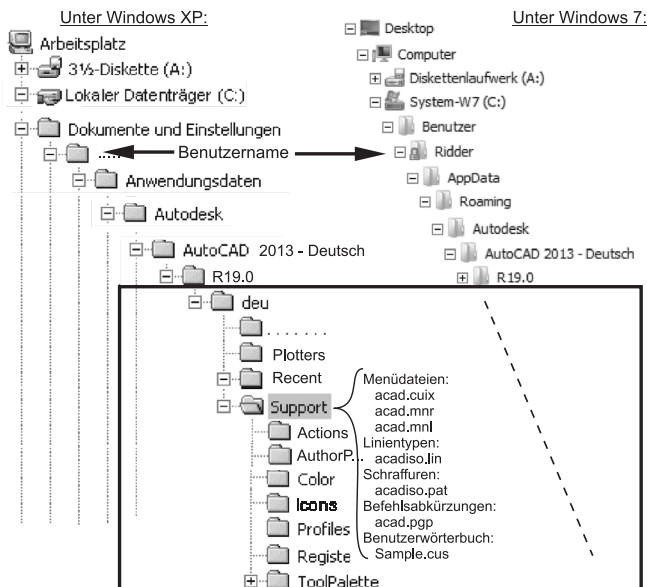 Unter Windows XP:
Arbeitsplatz
3½-Diskette (A:)
Lokaler Datenträger (C:)
Dokumente und Einstellungen
.....
Benutzername
Anwendungsdaten
Autodesk
AutoCAD 2013 - Deutsch
R19.0
deu
. . . . . . .
Plotters
Recent
Support
Actions
AuthorP...
Color
Icons
Profiles
Registe
ToolPalette
Menüdateien:
acad.cuix
acad.mnr
acad.mnl
Linientypen:
acadiso.lin
Schraffuren:
acadiso.pat
Befehlsabkürzungen:
acad.pgp
Benutzerwörterbuch:
Sample.cus
Unter Windows 7:
Desktop
Computer
Diskettenlaufwerk (A:)
System-W7 (C:)
Benutzer
Ridder
AppData
Roaming
Autodesk
AutoCAD 2013 - Deutsch
R19.0